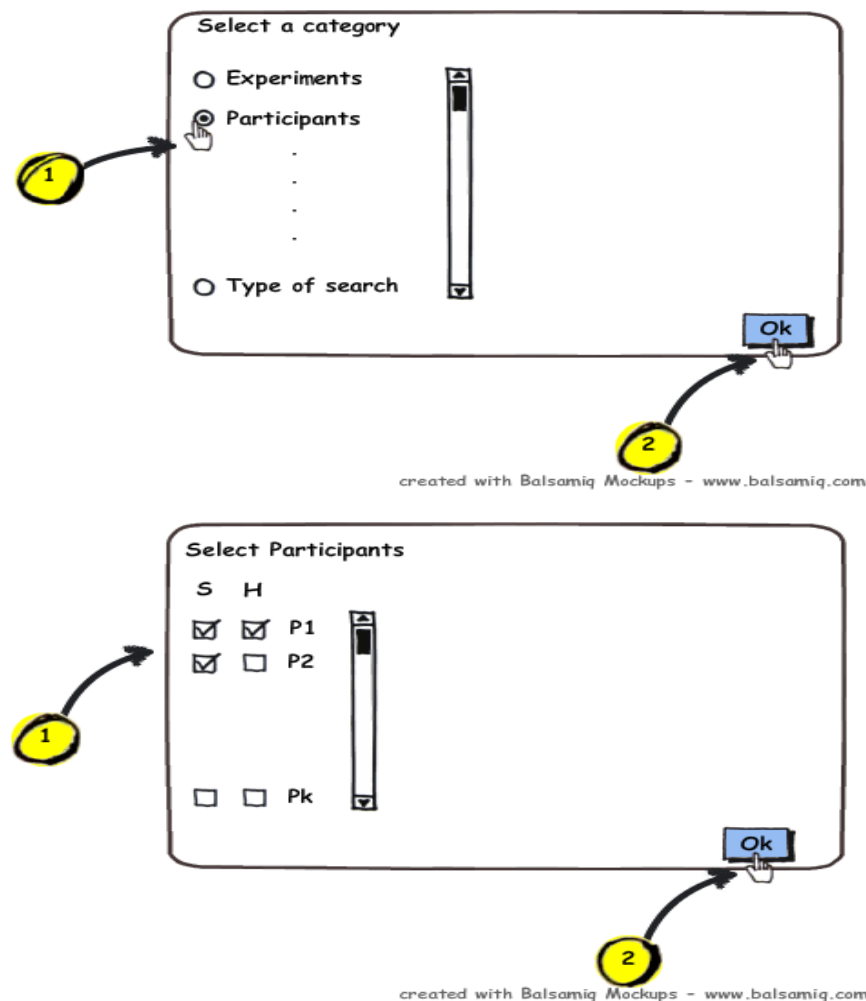 Select a category
Experiments
Participants
.
.
.
.
1
Type of search
Ok
2
created with Balsamiq Mockups - www.balsamiq.com
Select Participants
S H
P1
P2
1
Pk
Ok
2
created with Balsamiq Mockups - www.balsamiq.com